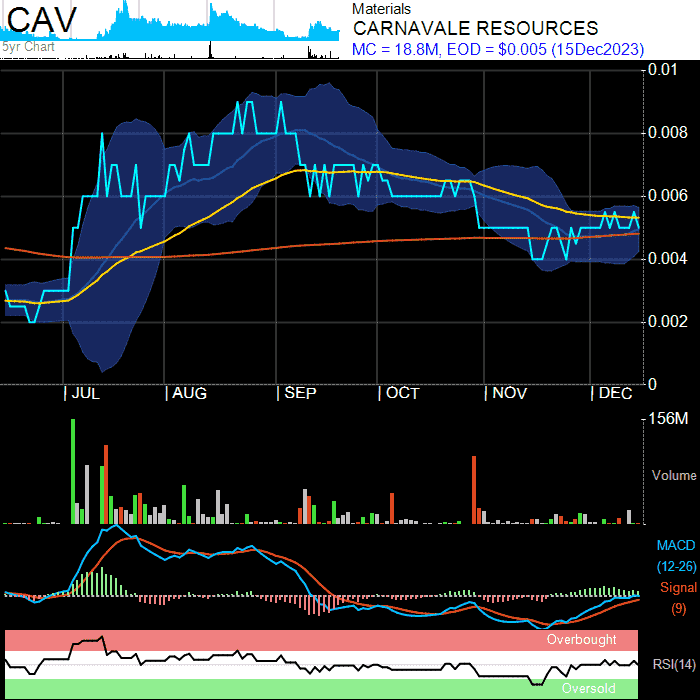 CAV
5yr Chart
Materials
CARNAVALE RESOURCES
MC = 18.8M, EOD = $0.005 (15Dec2023)
0.01
0.008
0.006
0.004
0.002
0
JUL AUG SEP OCT NOV DEC
156M
Volume
MACD
(12-26)
Signal
(9)
Overbought
RSI(14)
Oversold